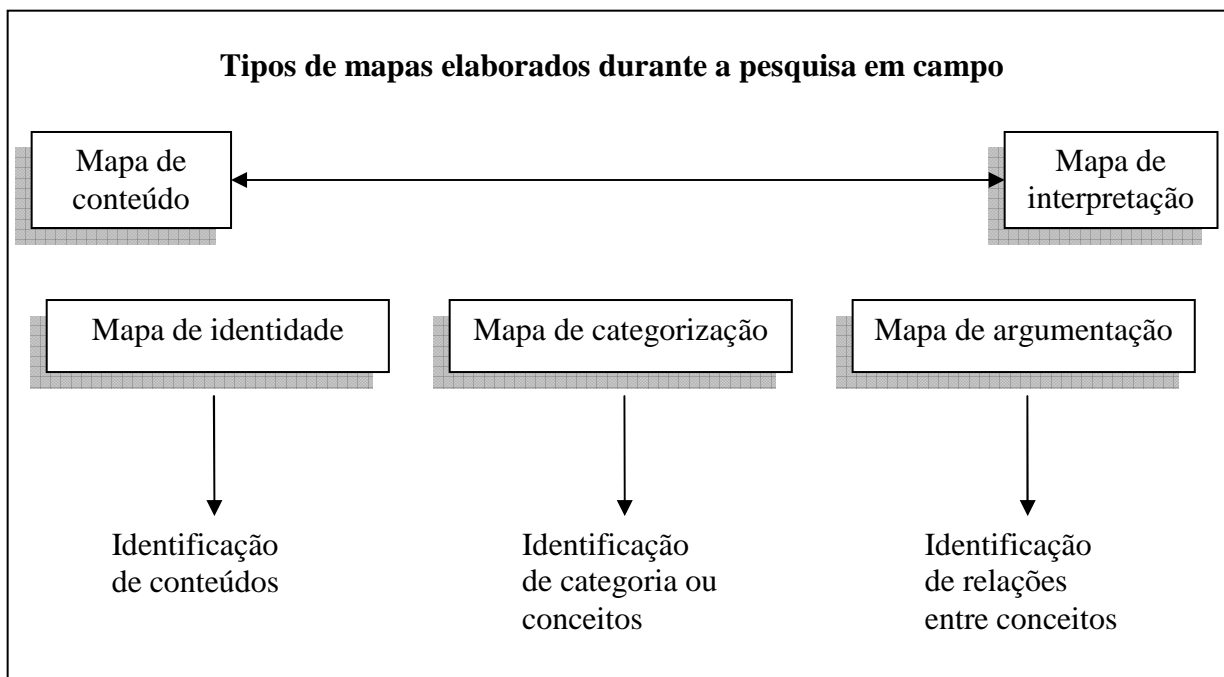 Tipos de mapas elaborados durante a pesquisa em campo
Mapa de
conteúdo
Mapa de
interpretação
Mapa de identidade
Mapa de categorização
Mapa de argumentação
Identificação
de conteúdos
Identificação
de categoria ou
conceitos
Identificação
de relações
entre conceitos